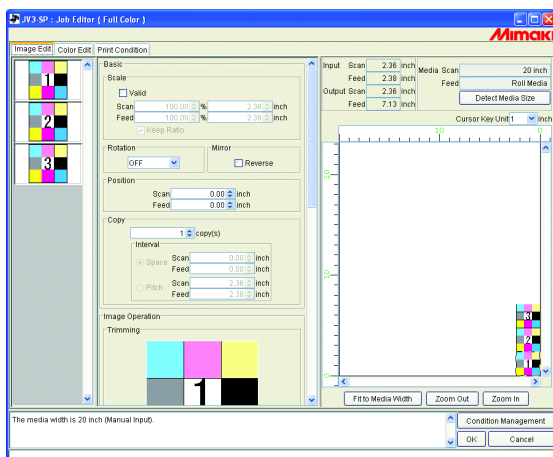 JV3-SP : Job Editor ( Full Color )
Mimaki
Image Edit Color Edit Print Condition
1
2
3
Basic
Scale
Valid
Scan 100.00 % 2.36 inch
Feed 100.00 % 2.38 inch
Keep Ratio
Rotation
OFF
Mirror
Reverse
Position
Scan 0.00 inch
Feed 0.00 inch
Copy
1 copy(s)
Interval
Space Scan 0.00 inch
Feed 0.00 inch
Pitch Scan 2.36 inch
Feed 2.38 inch
Image Operation
Trimming
1
Input Scan 2.36 inch
Feed 2.38 inch
Output Scan 2.36 inch
Feed 7.13 inch
Media Scan 20 inch
Feed Roll Media
Detect Media Size
Cursor Key Unit 1 inch
10 0
20
10
0
3
2
1
Fit to Media Width Zoom Out Zoom In
The media width is 20 inch (Manual Input).
Condition Management
OK Cancel